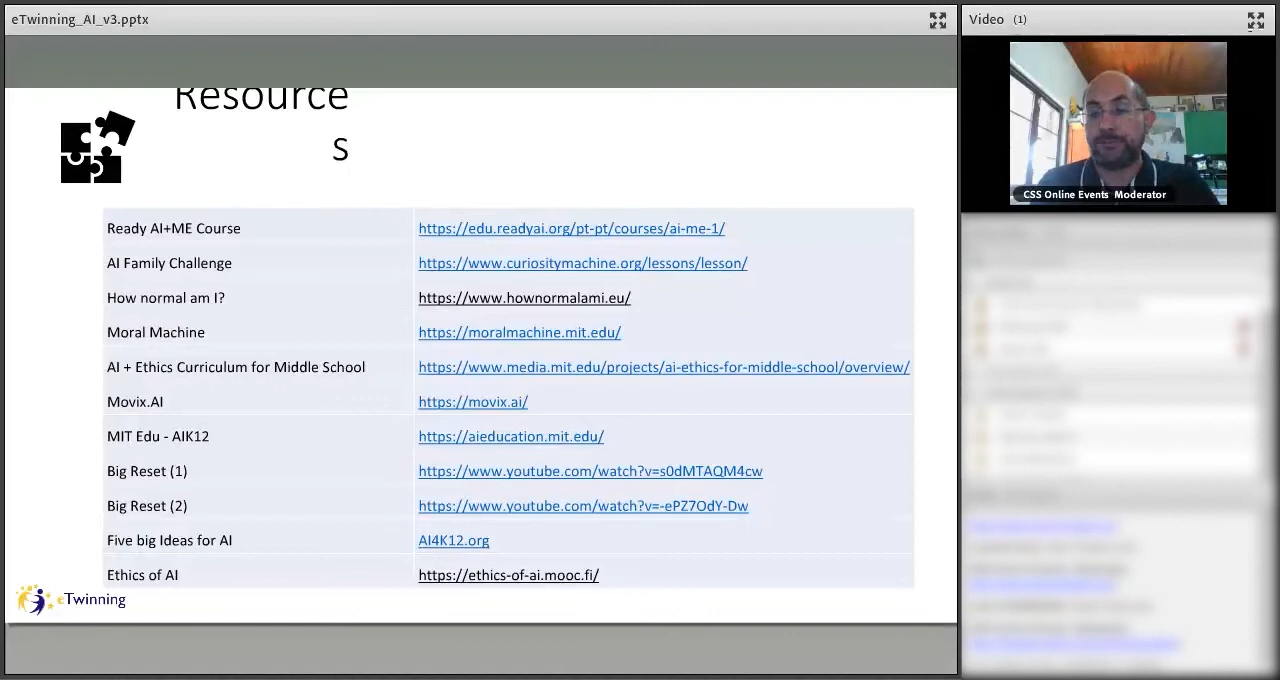 eTwinning_AI_v3.pptx
Video (1)
Resource
s
Ready AI+ME Course https://edu.readyai.org/pt-pt/courses/ai-me-1/
AI Family Challenge https://www.curiositymachine.org/lessons/lesson/
How normal am I? https://www.hownormalami.eu/
Moral Machine https://moralmachine.mit.edu/
AI + Ethics Curriculum for Middle School https://www.media.mit.edu/projects/ai-ethics-for-middle-school/overview/
Movix.AI https://movix.ai/
MIT Edu - AIK12 https://aieducation.mit.edu/
Big Reset (1) https://www.youtube.com/watch?v=s0dMTAQM4cw
Big Reset (2) https://www.youtube.com/watch?v=-ePZ7OdY-Dw
Five big Ideas for AI AI4K12.org
Ethics of AI https://ethics-of-ai.mooc.fi/
eTwinning
CSS Online Events Moderator